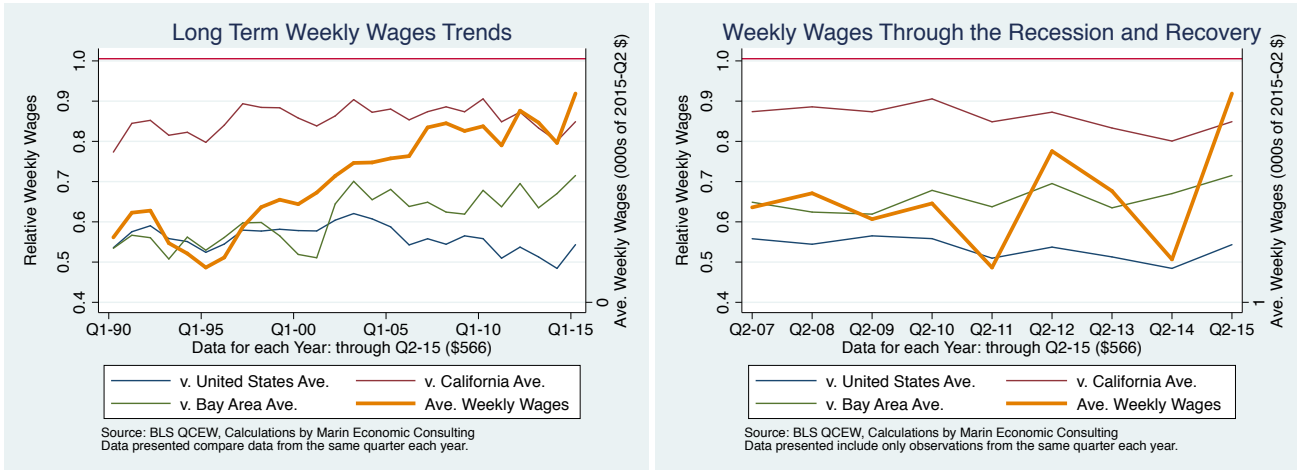 Long Term Weekly Wages Trends
Relative Weekly Wages
1.0
0.9
0.8
0.7
0.6
0.5
0.4
0
Ave. Weekly Wages (000s of 2015-Q2 $)
Q1-90 Q1-95 Q1-00 Q1-05 Q1-10 Q1-15
Data for each Year: through Q2-15 ($566)
v. United States Ave. v. California Ave.
v. Bay Area Ave. Ave. Weekly Wages
Source: BLS QCEW, Calculations by Marin Economic Consulting
Data presented compare data from the same quarter each year.
Weekly Wages Through the Recession and Recovery
Relative Weekly Wages
1.0
0.9
0.8
0.7
0.6
0.5
0.4
1
Ave. Weekly Wages (000s of 2015-Q2 $)
Q2-07 Q2-08 Q2-09 Q2-10 Q2-11 Q2-12 Q2-13 Q2-14 Q2-15
Data for each Year: through Q2-15 ($566)
v. United States Ave. v. California Ave.
v. Bay Area Ave. Ave. Weekly Wages
Source: BLS QCEW, Calculations by Marin Economic Consulting
Data presented include only observations from the same quarter each year.